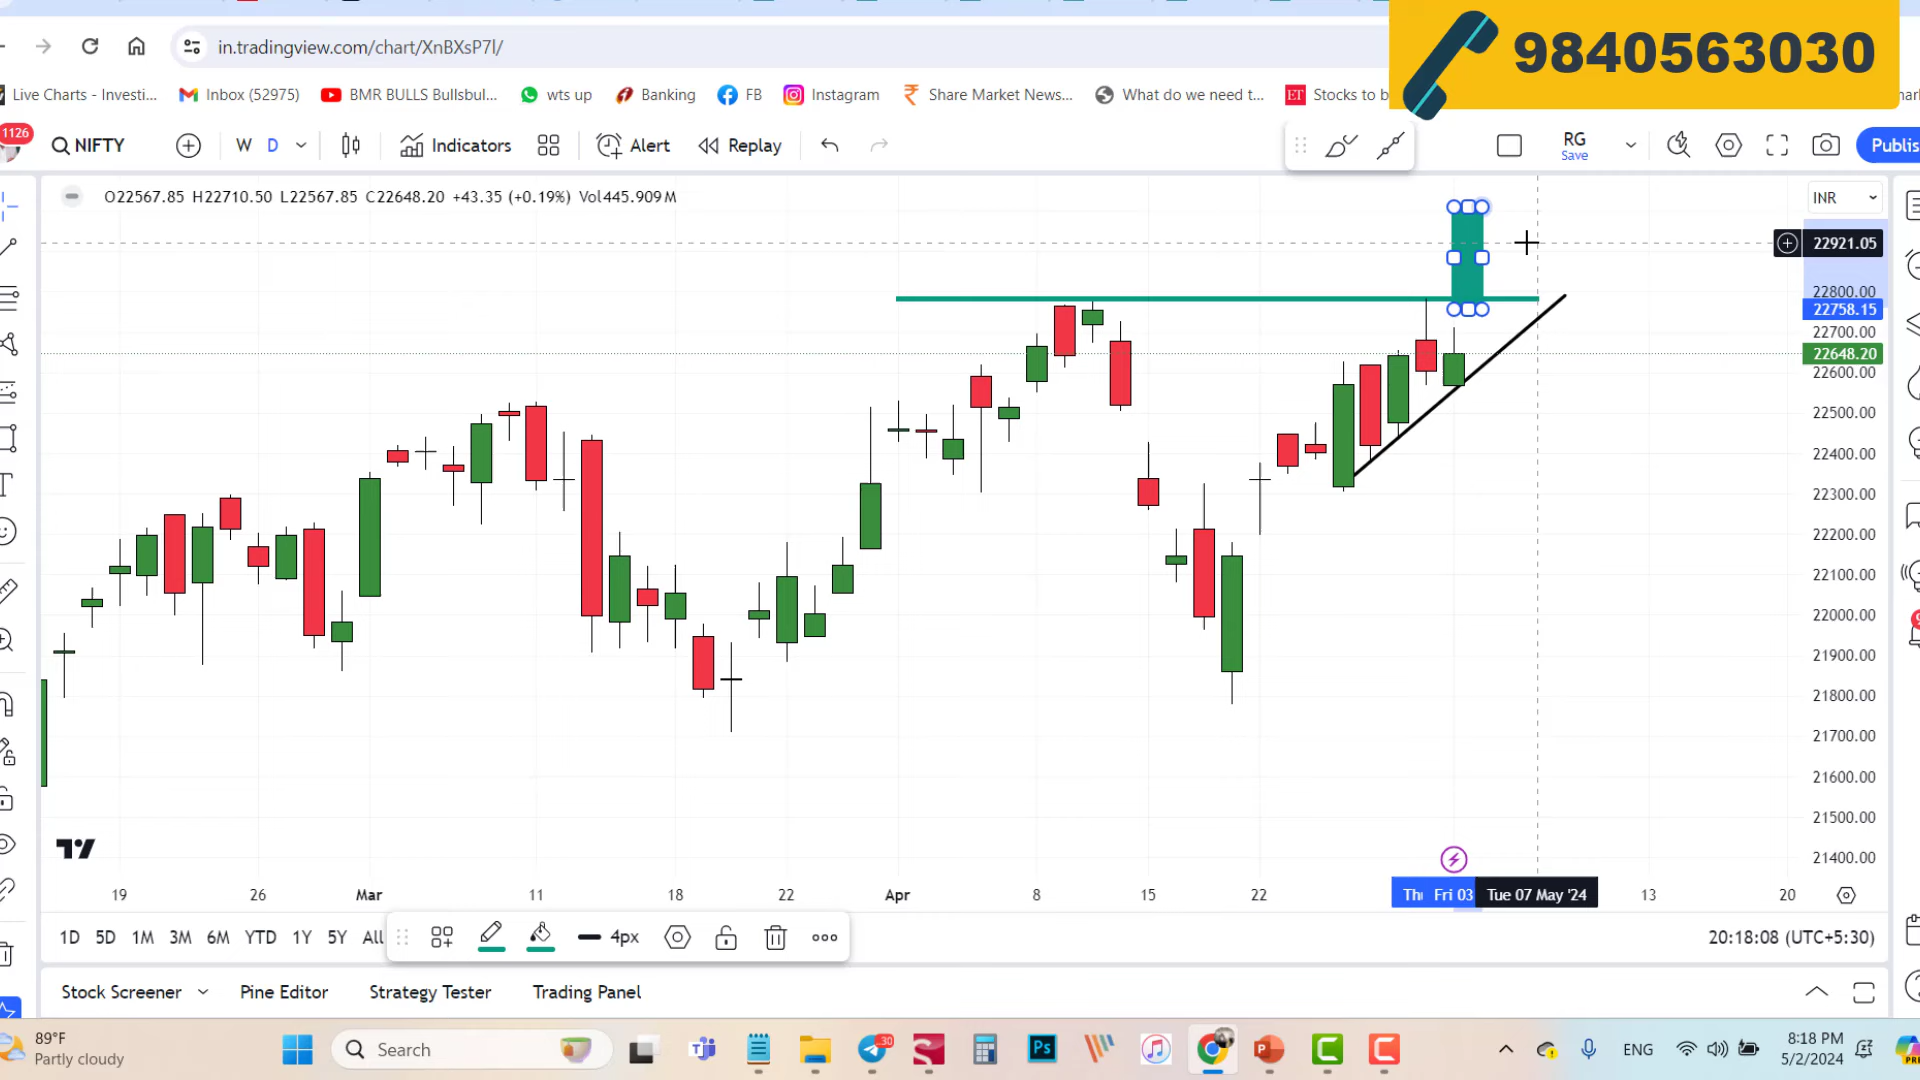 in.tradingview.com/chart/XnBXsP7l/
9840563030
Live Charts - Investi...
Inbox (52975)
BMR BULLS Bullsbul...
wts up
Banking
FB
Instagram
Share Market News...
What do we need t...
Stocks to b
1126
NIFTY
W
D
Indicators
Alert
Replay
RG
Save
Publis
O22567.85 H22710.50 L22567.85 C22648.20 +43.35 (+0.19%) Vol445.909 M
INR
22921.05
22800.00
22758.15
22700.00
22648.20
22600.00
22500.00
22400.00
22300.00
22200.00
22100.00
22000.00
21900.00
21800.00
21700.00
21600.00
21500.00
21400.00
19
26
Mar
11
18
22
Apr
8
15
22
Fri 03
Tue 07 May '24
13
20
1D 5D 1M 3M 6M YTD 1Y 5Y All
4px
20:18:08 (UTC+5:30)
Stock Screener
Pine Editor
Strategy Tester
Trading Panel
89°F
Partly cloudy
Search
30
Ps
ENG
8:18 PM
5/2/2024